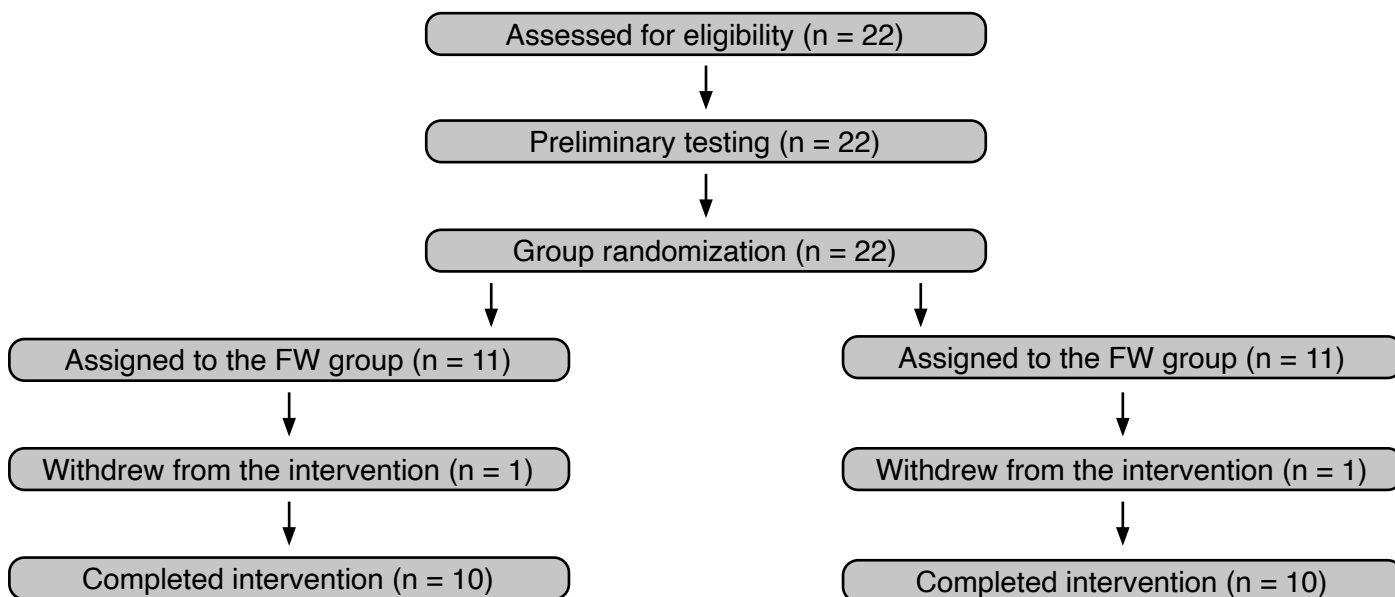 Assessed for eligibility (n = 22)
Preliminary testing (n = 22)
Group randomization (n = 22)
Assigned to the FW group (n = 11)
Assigned to the FW group (n = 11)
Withdrew from the intervention (n = 1)
Withdrew from the intervention (n = 1)
Completed intervention (n = 10)
Completed intervention (n = 10)